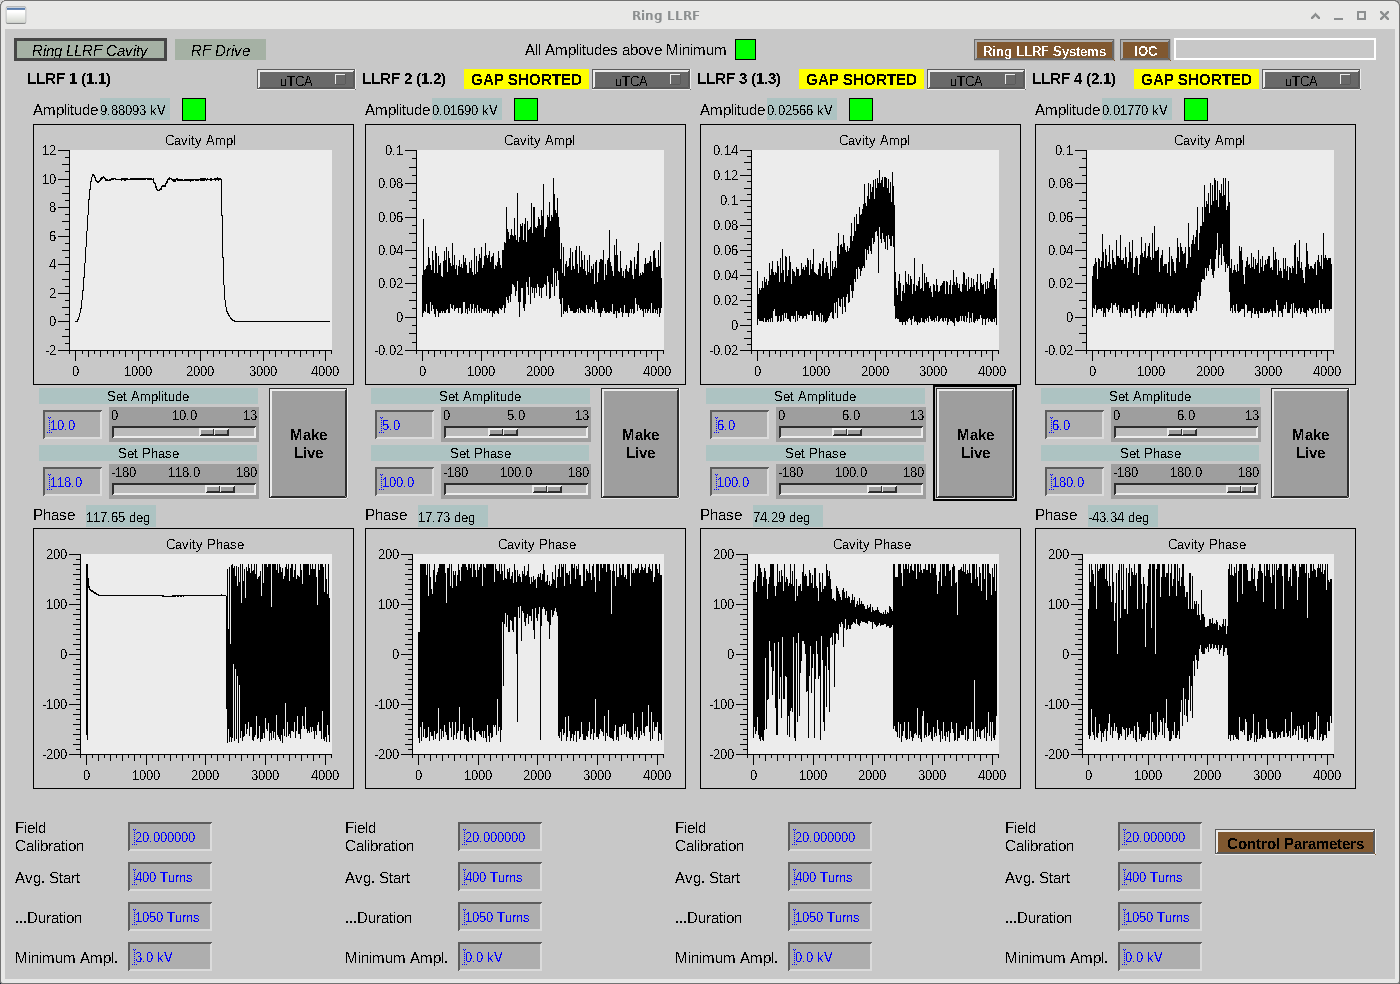 Ring LLRF
Ring LLRF Cavity RF Drive All Amplitudes above Minimum Ring LLRF Systems IOC
LLRF 1 (1.1) uTCA LLRF 2 (1.2) GAP SHORTED uTCA LLRF 3 (1.3) GAP SHORTED uTCA LLRF 4 (2.1) GAP SHORTED uTCA
Amplitude 9.88093 kV Amplitude 0.01690 kV Amplitude 0.02566 kV Amplitude 0.01770 kV
Cavity Ampl
12
10
8
6
4
2
0
-2
0 1000 2000 3000 4000
Cavity Ampl
0.1
0.08
0.06
0.04
0.02
0
-0.02
0 1000 2000 3000 4000
Cavity Ampl
0.14
0.12
0.1
0.08
0.06
0.04
0.02
0
-0.02
0 1000 2000 3000 4000
Cavity Ampl
0.1
0.08
0.06
0.04
0.02
0
-0.02
0 1000 2000 3000 4000
Set Amplitude
10.0 0 10.0 13
Set Phase
118.0 -180 118.0 180
Make
Live
Set Amplitude
5.0 0 5.0 13
Set Phase
100.0 -180 100.0 180
Make
Live
Set Amplitude
6.0 0 6.0 13
Set Phase
100.0 -180 100.0 180
Make
Live
Set Amplitude
6.0 0 6.0 13
Set Phase
180.0 -180 180.0 180
Make
Live
Phase 117.65 deg Phase 17.73 deg Phase 74.29 deg Phase -43.34 deg
Cavity Phase
200
100
0
-100
-200
0 1000 2000 3000 4000
Cavity Phase
200
100
0
-100
-200
0 1000 2000 3000 4000
Cavity Phase
200
100
0
-100
-200
0 1000 2000 3000 4000
Cavity Phase
200
100
0
-100
-200
0 1000 2000 3000 4000
Field
Calibration 20.000000
Avg. Start 400 Turns
...Duration 1050 Turns
Minimum Ampl. 3.0 kV
Field
Calibration 20.000000
Avg. Start 400 Turns
...Duration 1050 Turns
Minimum Ampl. 0.0 kV
Field
Calibration 20.000000
Avg. Start 400 Turns
...Duration 1050 Turns
Minimum Ampl. 0.0 kV
Field
Calibration 20.000000
Avg. Start 400 Turns
...Duration 1050 Turns
Minimum Ampl. 0.0 kV
Control Parameters